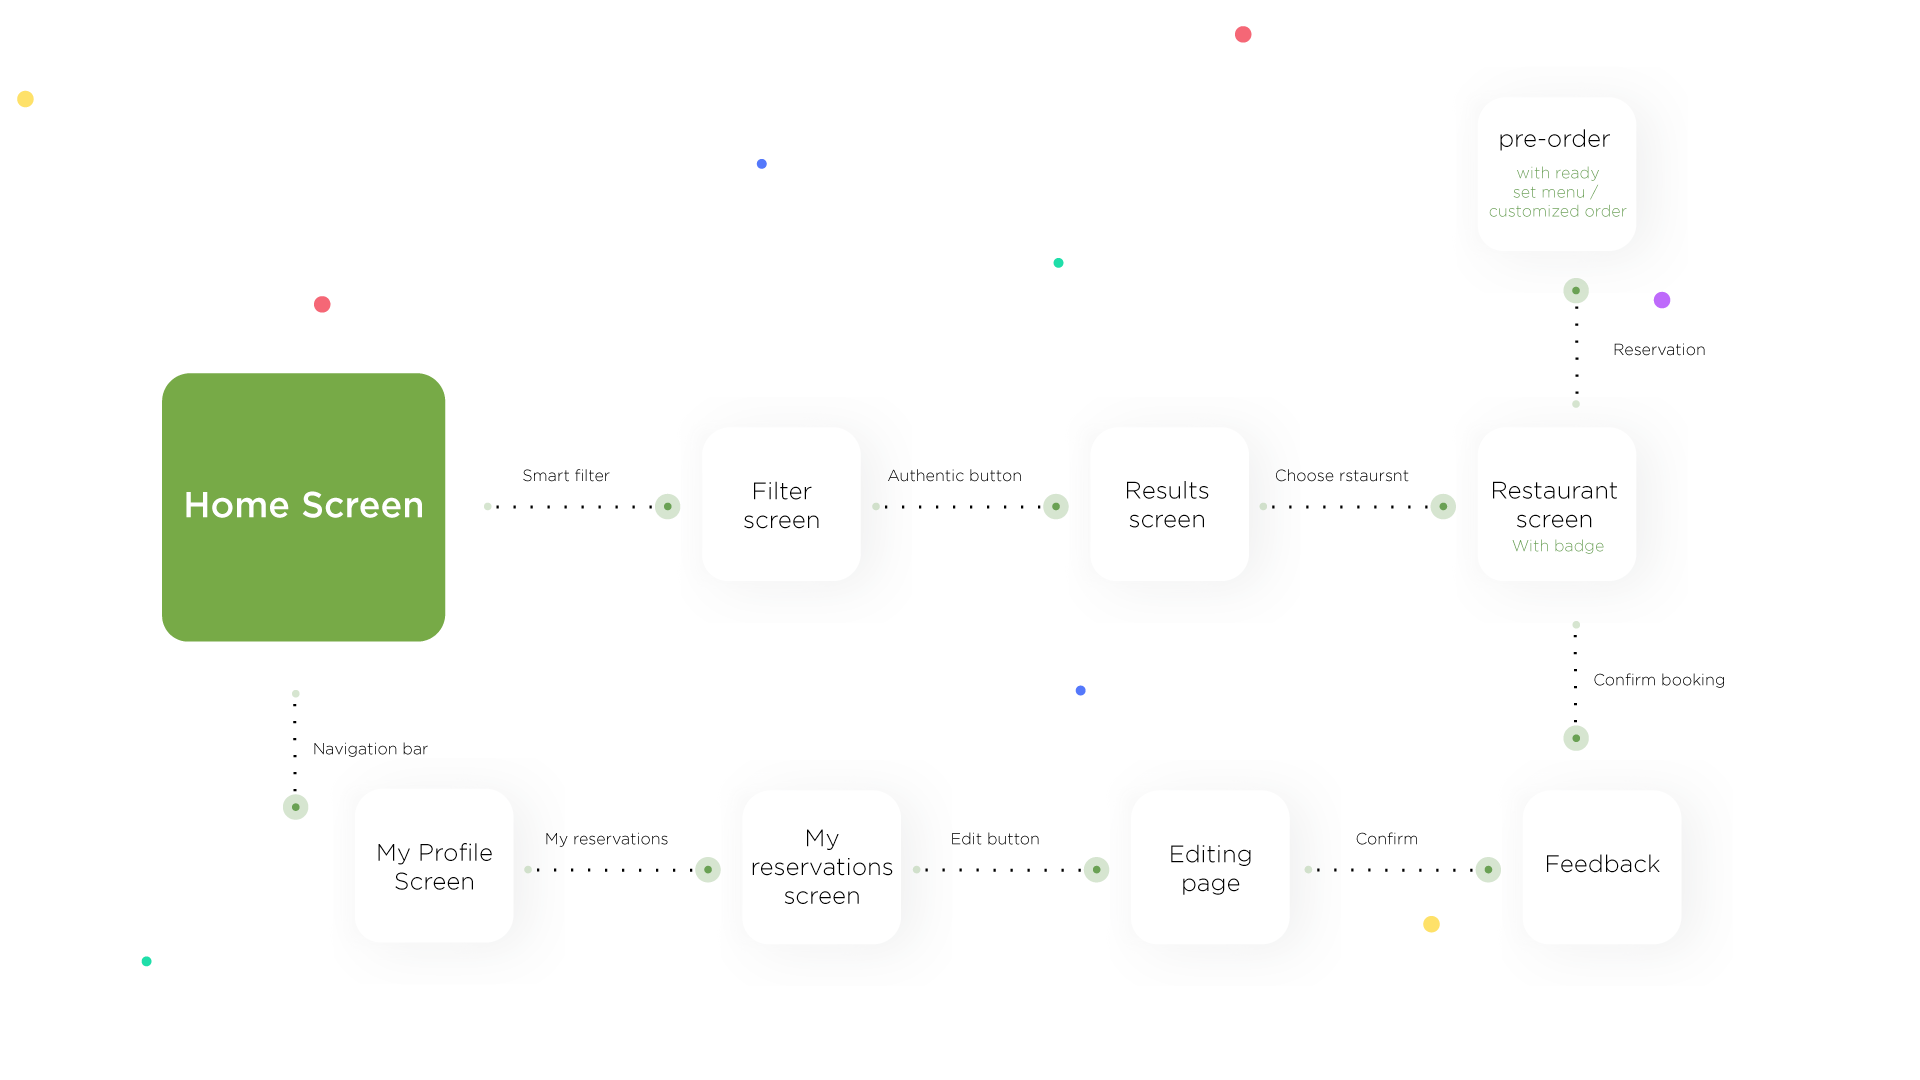 pre-order
with ready
set menu /
customized order
Reservation
Home Screen
Smart filter
Filter
screen
Authentic button
Results
screen
Choose rstaursnt
Restaurant
screen
With badge
Confirm booking
Navigation bar
My Profile
Screen
My reservations
My
reservations
screen
Edit button
Editing
page
Confirm
Feedback